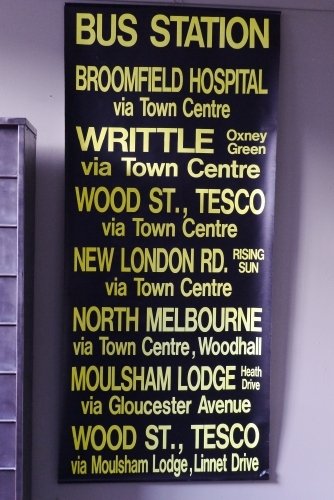 BUS STATION
BROOMFIELD HOSPITAL
via Town Centre
WRITTLE Oxney Green
via Town Centre
WOOD ST., TESCO
via Town Centre
NEW LONDON RD. RISING SUN
via Town Centre
NORTH MELBOURNE
via Town Centre, Woodhall
MOULSHAM LODGE Heath Drive
via Gloucester Avenue
WOOD ST., TESCO
via Moulsham Lodge, Linnet Drive